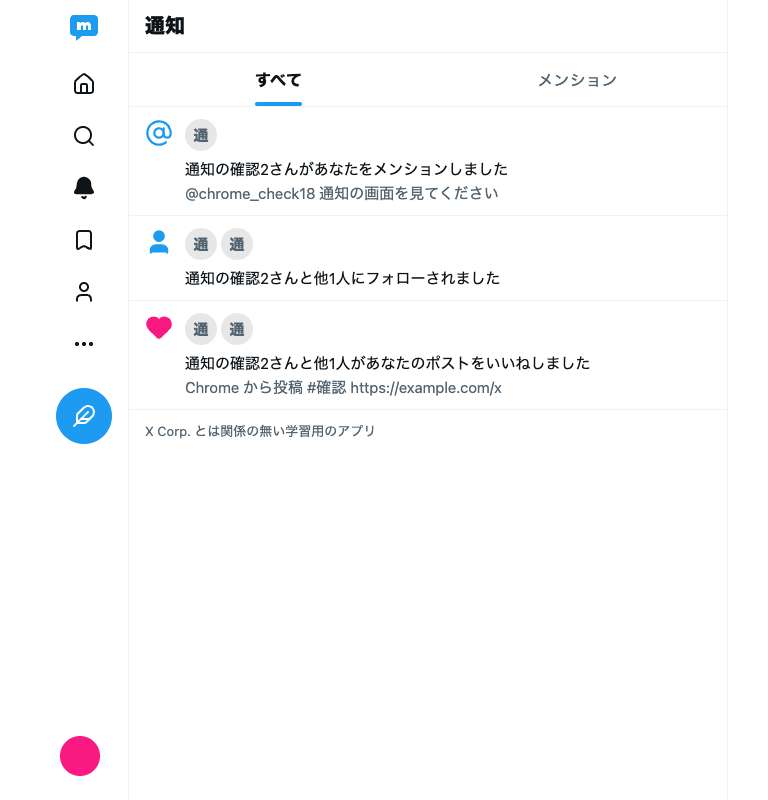 m
通知
すべて
メンション
通
通知の確認2さんがあなたをメンションしました
@chrome_check18 通知の画面を見てください
通 通
通知の確認2さんと他1人にフォローされました
通 通
通知の確認2さんと他1人があなたのポストをいいねしました
Chrome から投稿 #確認 https://example.com/x
X Corp. とは関係の無い学習用のアプリ